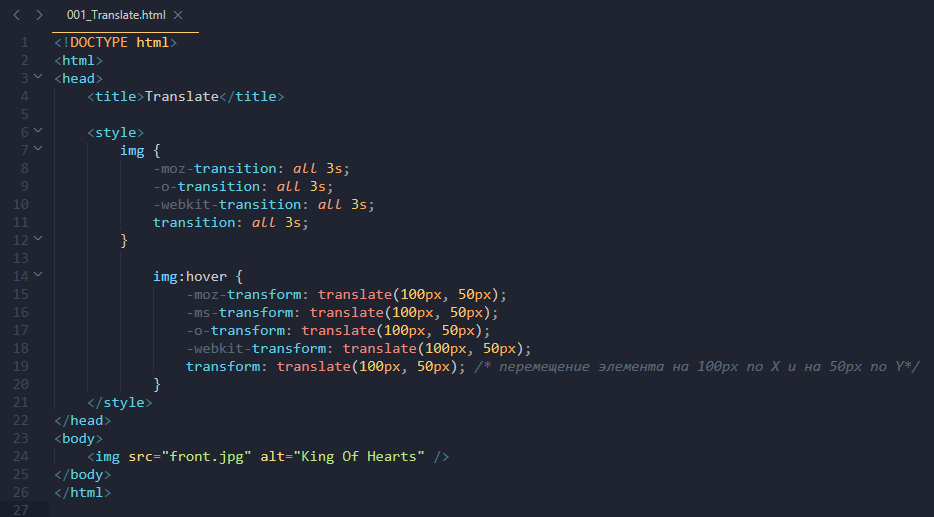 001_Translate.html
1 <!DOCTYPE html>
2 <html>
3 <head>
4 <title>Translate</title>
5
6 <style>
7 img {
8 -moz-transition: all 3s;
9 -o-transition: all 3s;
10 -webkit-transition: all 3s;
11 transition: all 3s;
12 }
13
14 img:hover {
15 -moz-transform: translate(100px, 50px);
16 -ms-transform: translate(100px, 50px);
17 -o-transform: translate(100px, 50px);
18 -webkit-transform: translate(100px, 50px);
19 transform: translate(100px, 50px); /* перемещение элемента на 100px по X и на 50px по Y*/
20 }
21 </style>
22 </head>
23 <body>
24 <img src="front.jpg" alt="King Of Hearts" />
25 </body>
26 </html>
27